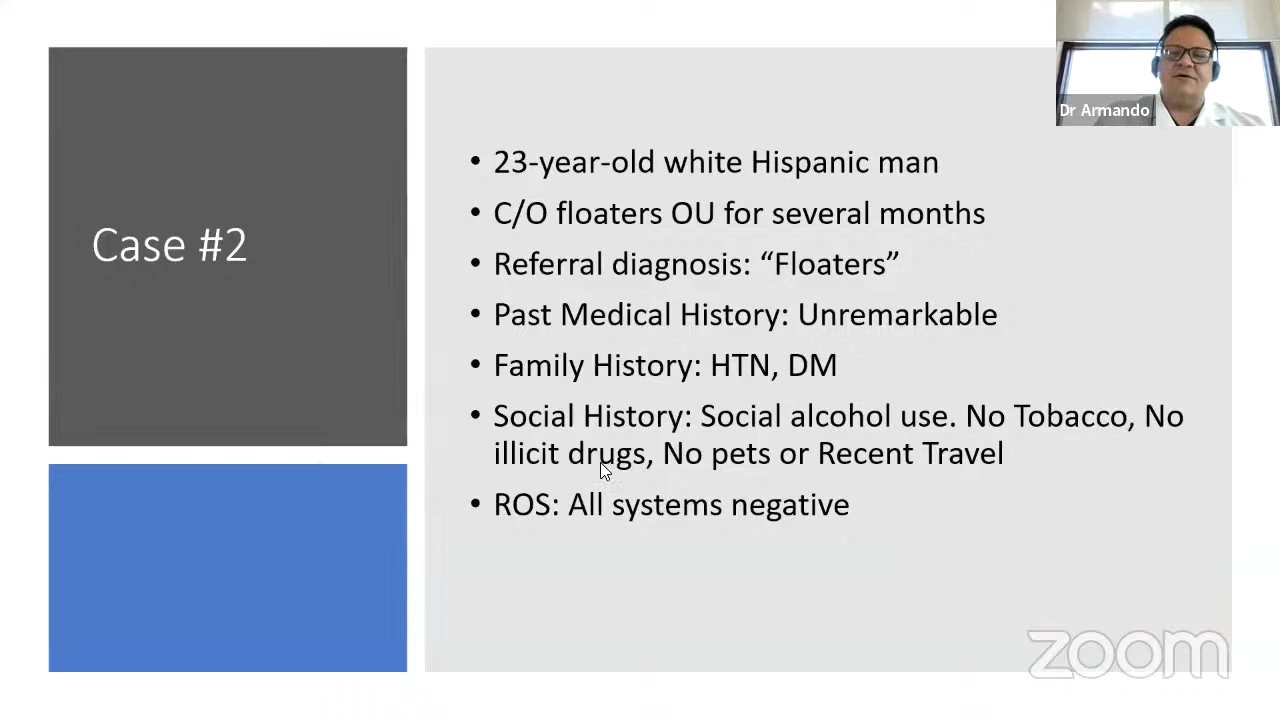 Dr Armando
Case #2
• 23-year-old white Hispanic man
• C/O floaters OU for several months
• Referral diagnosis: “Floaters”
• Past Medical History: Unremarkable
• Family History: HTN, DM
• Social History: Social alcohol use. No Tobacco, No
illicit drugs, No pets or Recent Travel
• ROS: All systems negative
zoom